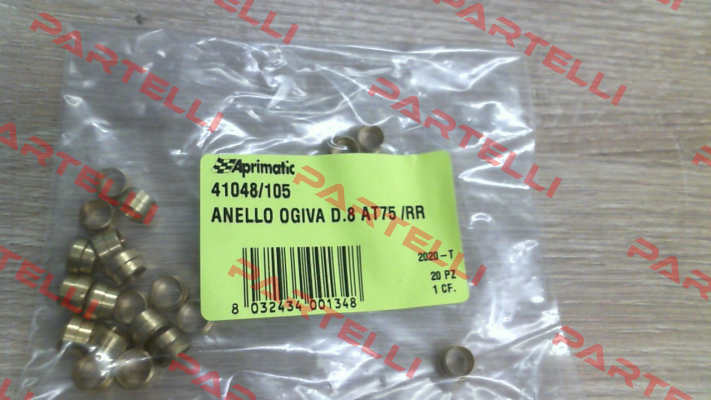 Aprimatic
41048/105
ANELLO OGIVA D.8 AT75 /RR
2020-T
20 PZ
1 CF.
8 032434 001348
PARTELLI
PARTELLI
PARTELLI
PARTELLI
PARTELLI
PARTELLI
PARTELLI
PARTELLI
PARTELLI